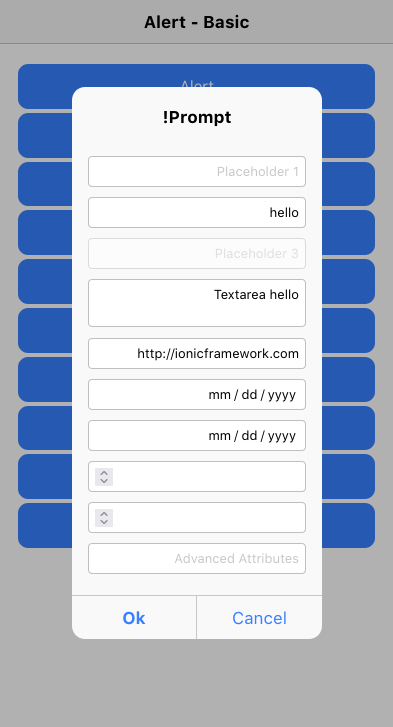 Alert - Basic
Alert
!Prompt
Placeholder 1
hello
Placeholder 3
Textarea hello
http://ionicframework.com
mm / dd / yyyy
mm / dd / yyyy
Advanced Attributes
Ok
Cancel